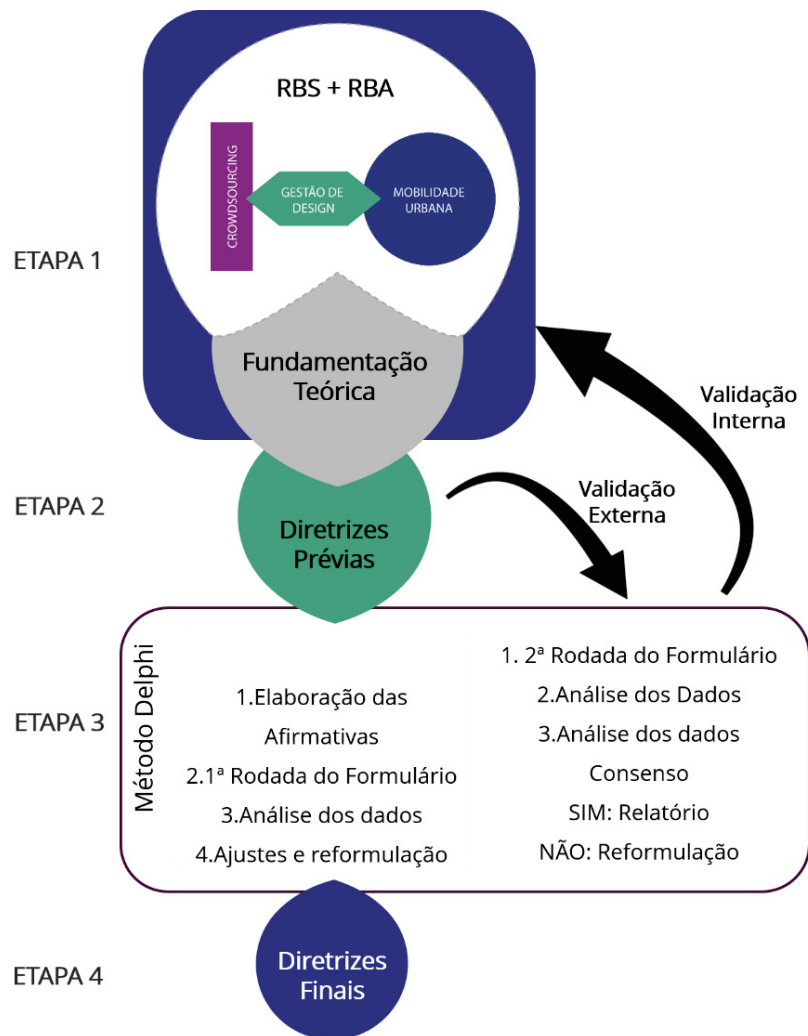 RBS + RBA
CROWDSOURCING
GESTÃO DE
DESIGN
MOBILIDADE
URBANA
ETAPA 1
Fundamentação
Teórica
Validação
Interna
ETAPA 2
Validação
Externa
Diretrizes
Prévias
ETAPA 3
Método Delphi
1.Elaboração das
Afirmativas
2.1ª Rodada do Formulário
3.Análise dos dados
4.Ajustes e reformulação
1. 2ª Rodada do Formulário
2.Análise dos Dados
3.Análise dos dados
Consenso
SIM: Relatório
NÃO: Reformulação
ETAPA 4
Diretrizes
Finais